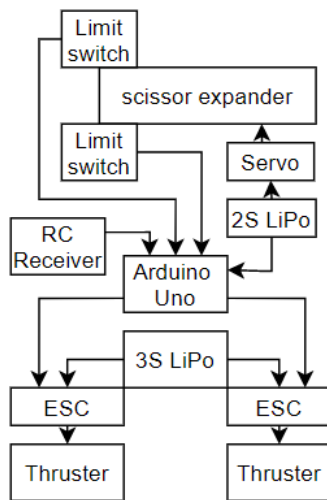 Limit
switch
scissor expander
Limit
switch
Servo
2S LiPo
RC
Receiver
Arduino
Uno
3S LiPo
ESC
ESC
Thruster
Thruster